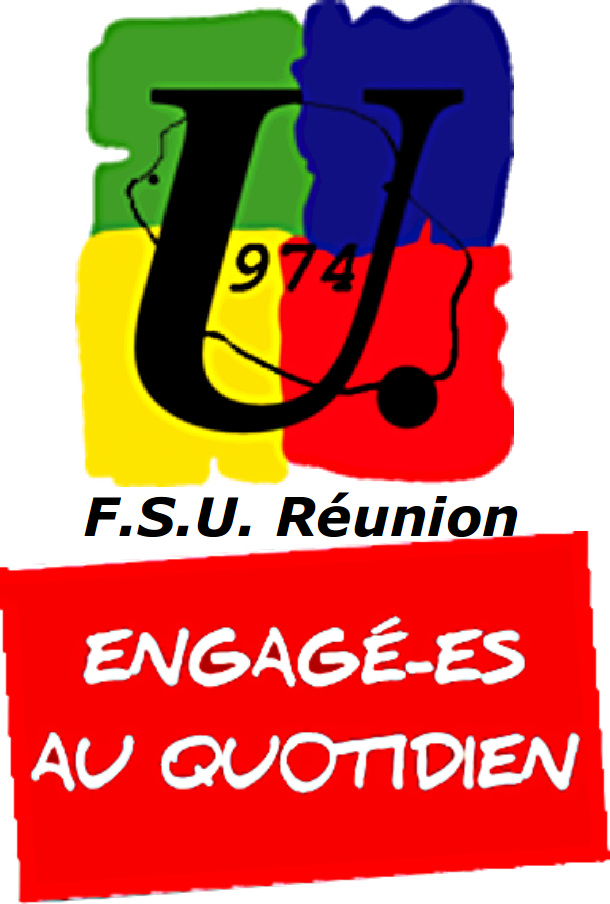 U.
974
F.S.U. Réunion
ENGAGÉ-ES
AU QUOTIDIEN